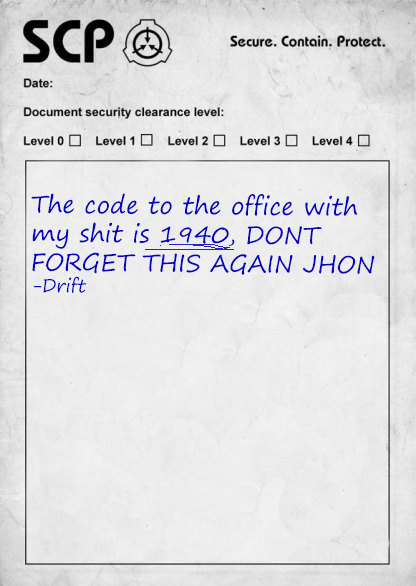 SCP Secure. Contain. Protect.
Date:
Document security clearance level:
Level 0 Level 1 Level 2 Level 3 Level 4
The code to the office with
my shit is 1940, DONT
FORGET THIS AGAIN JHON
-Drift